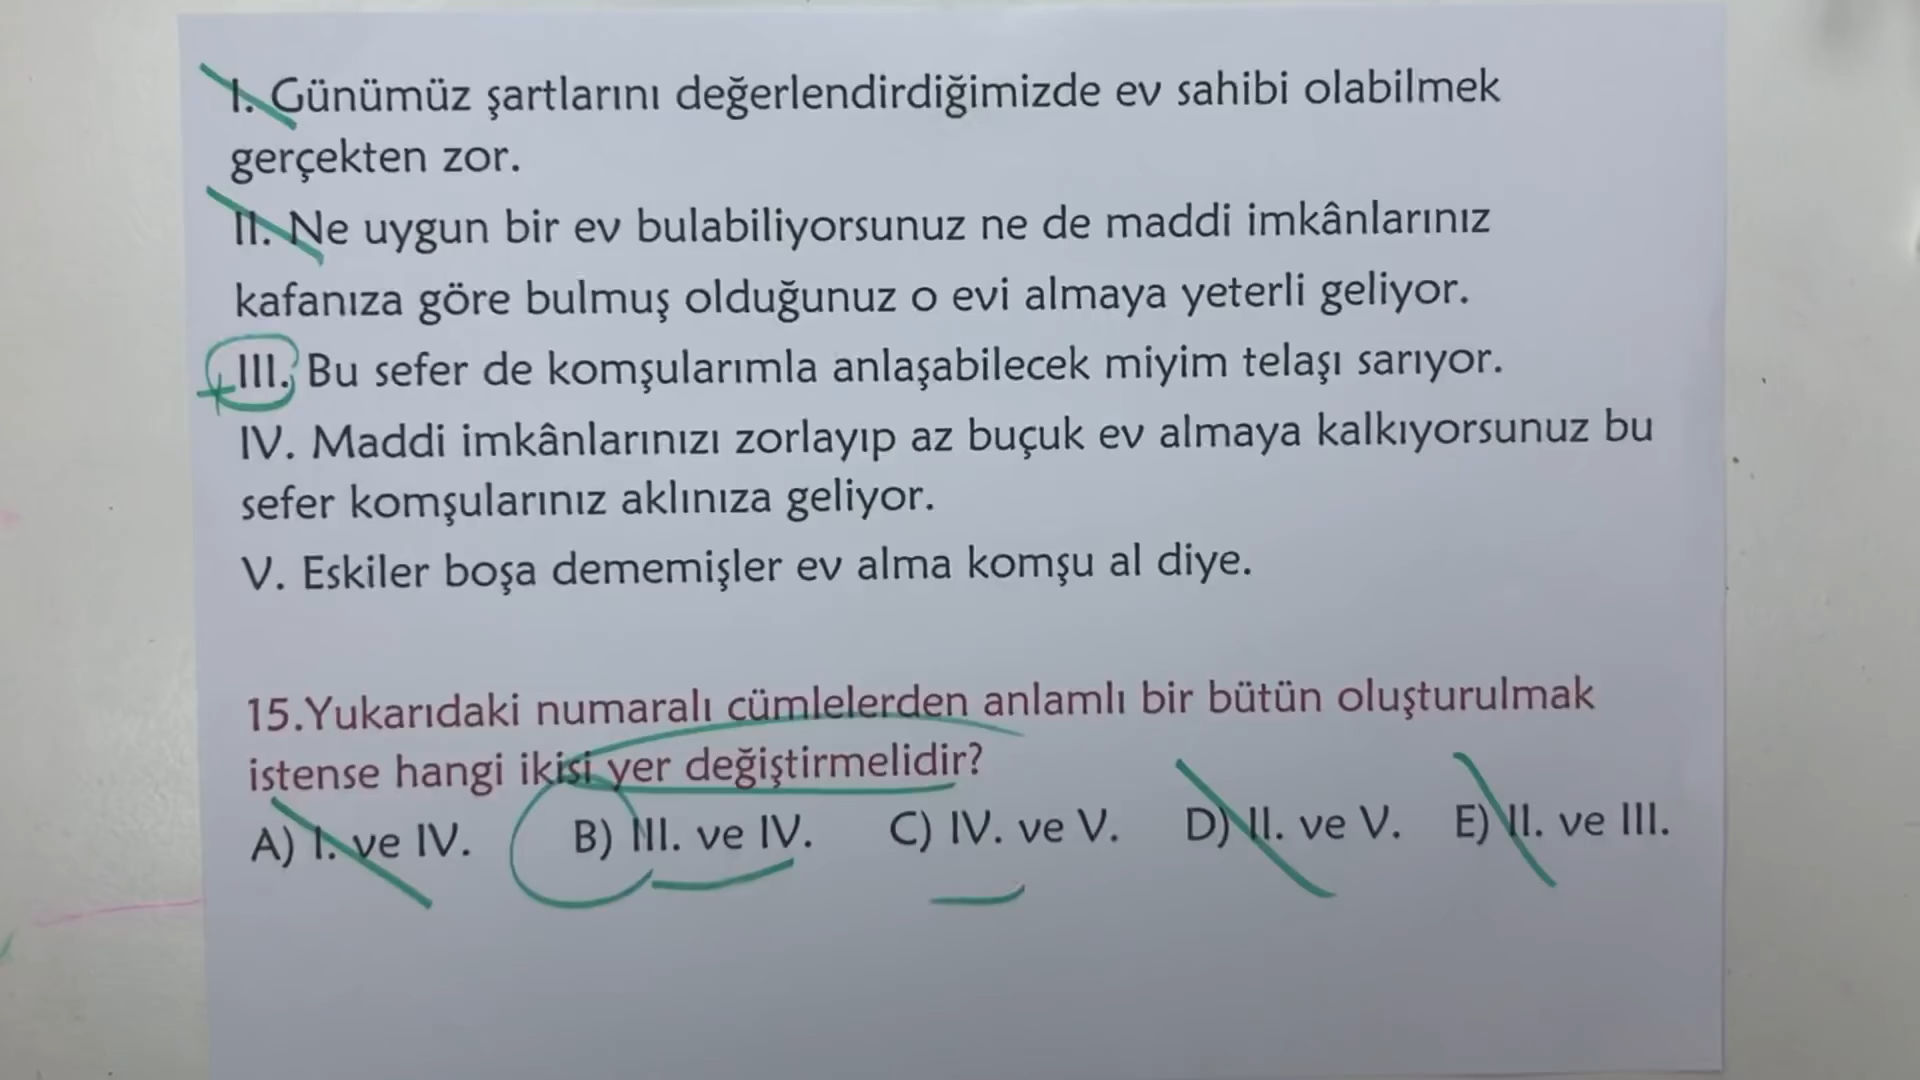 I. Günümüz şartlarını değerlendirdiğimizde ev sahibi olabilmek
gerçekten zor.
II. Ne uygun bir ev bulabiliyorsunuz ne de maddi imkânlarınız
kafanıza göre bulmuş olduğunuz o evi almaya yeterli geliyor.
III. Bu sefer de komşularımla anlaşabilecek miyim telaşı sarıyor.
IV. Maddi imkânlarınızı zorlayıp az buçuk ev almaya kalkıyorsunuz bu
sefer komşularınız aklınıza geliyor.
V. Eskiler boşa dememişler ev alma komşu al diye.
15.Yukarıdaki numaralı cümlelerden anlamlı bir bütün oluşturulmak
istense hangi ikisi yer değiştirmelidir?
A) I. ve IV. B) III. ve IV. C) IV. ve V. D) II. ve V. E) II. ve III.